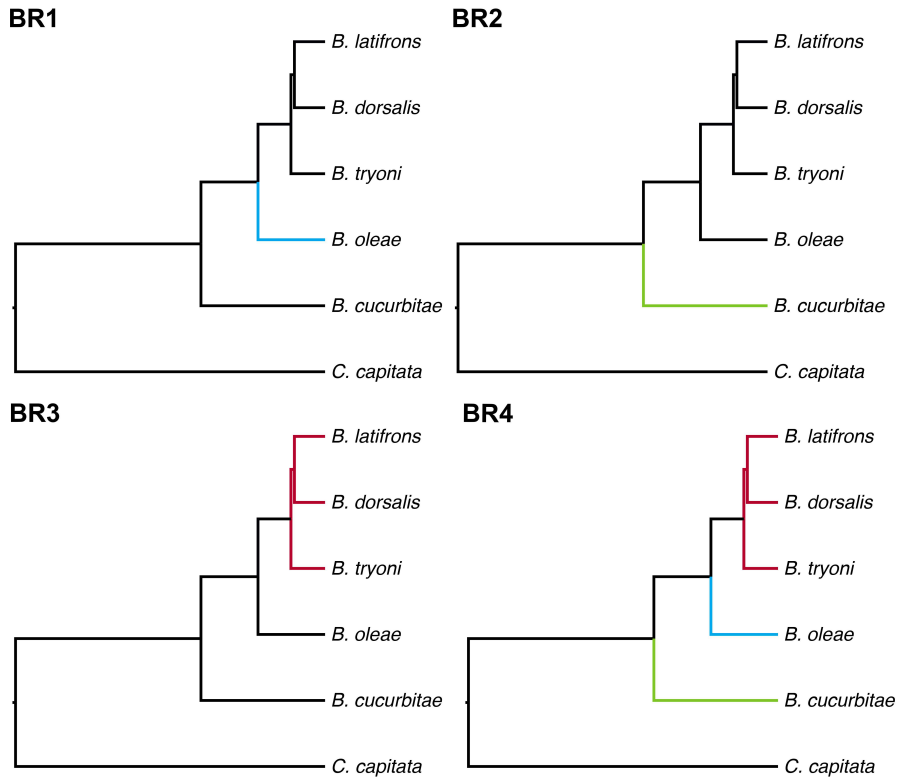 BR1
B. latifrons
B. dorsalis
B. tryoni
B. oleae
B. cucurbitae
C. capitata
BR2
B. latifrons
B. dorsalis
B. tryoni
B. oleae
B. cucurbitae
C. capitata
BR3
B. latifrons
B. dorsalis
B. tryoni
B. oleae
B. cucurbitae
C. capitata
BR4
B. latifrons
B. dorsalis
B. tryoni
B. oleae
B. cucurbitae
C. capitata